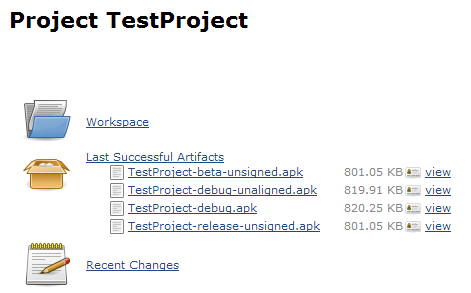 Project TestProject
Workspace
Last Successful Artifacts
TestProject-beta-unsigned.apk 801.05 KB view
TestProject-debug-unaligned.apk 819.91 KB view
TestProject-debug.apk 820.25 KB view
TestProject-release-unsigned.apk 801.05 KB view
Recent Changes